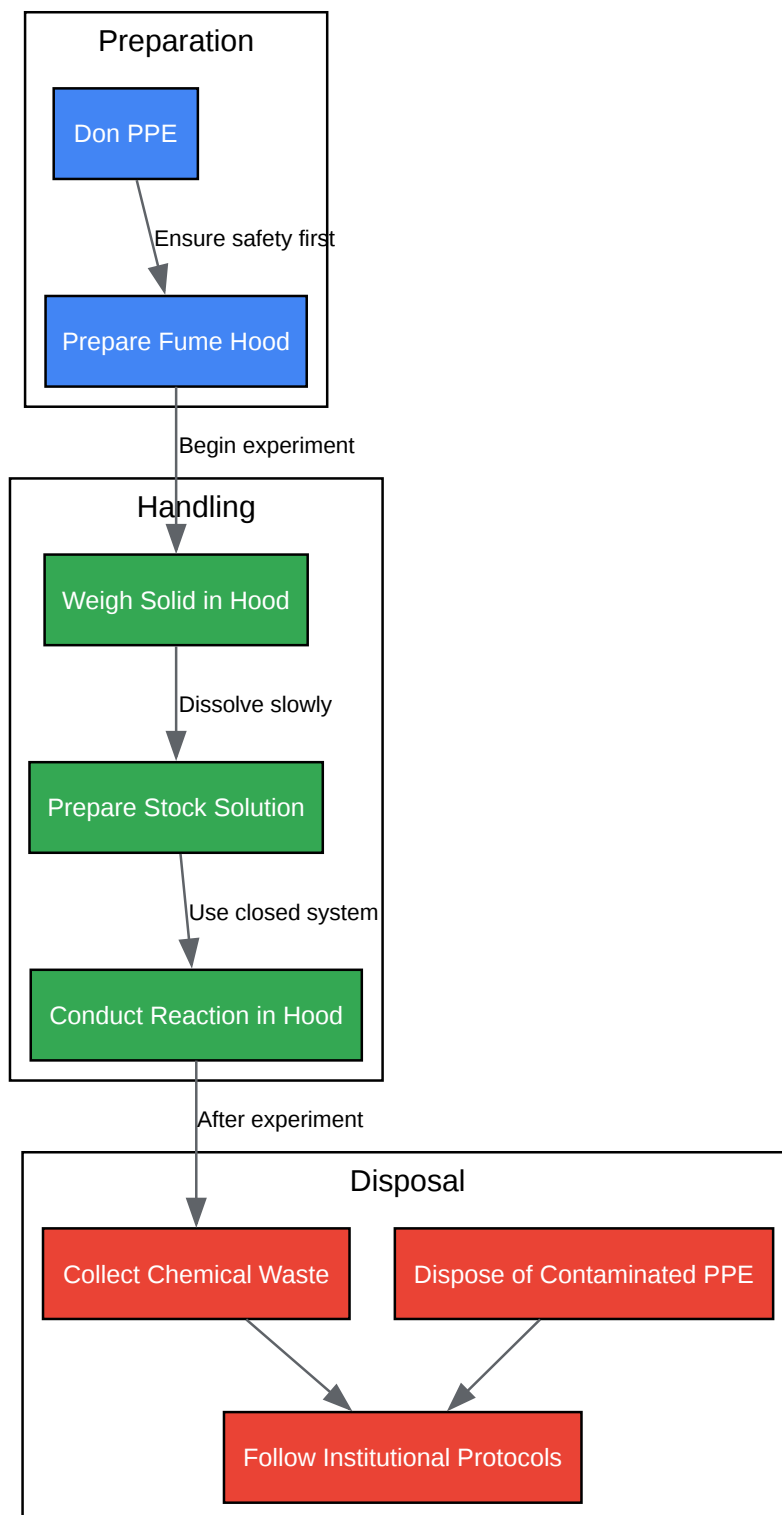 Preparation
Don PPE
Ensure safety first
Prepare Fume Hood
Begin experiment
Handling
Weigh Solid in Hood
Dissolve slowly
Prepare Stock Solution
Use closed system
Conduct Reaction in Hood
After experiment
Disposal
Collect Chemical Waste
Dispose of Contaminated PPE
Follow Institutional Protocols